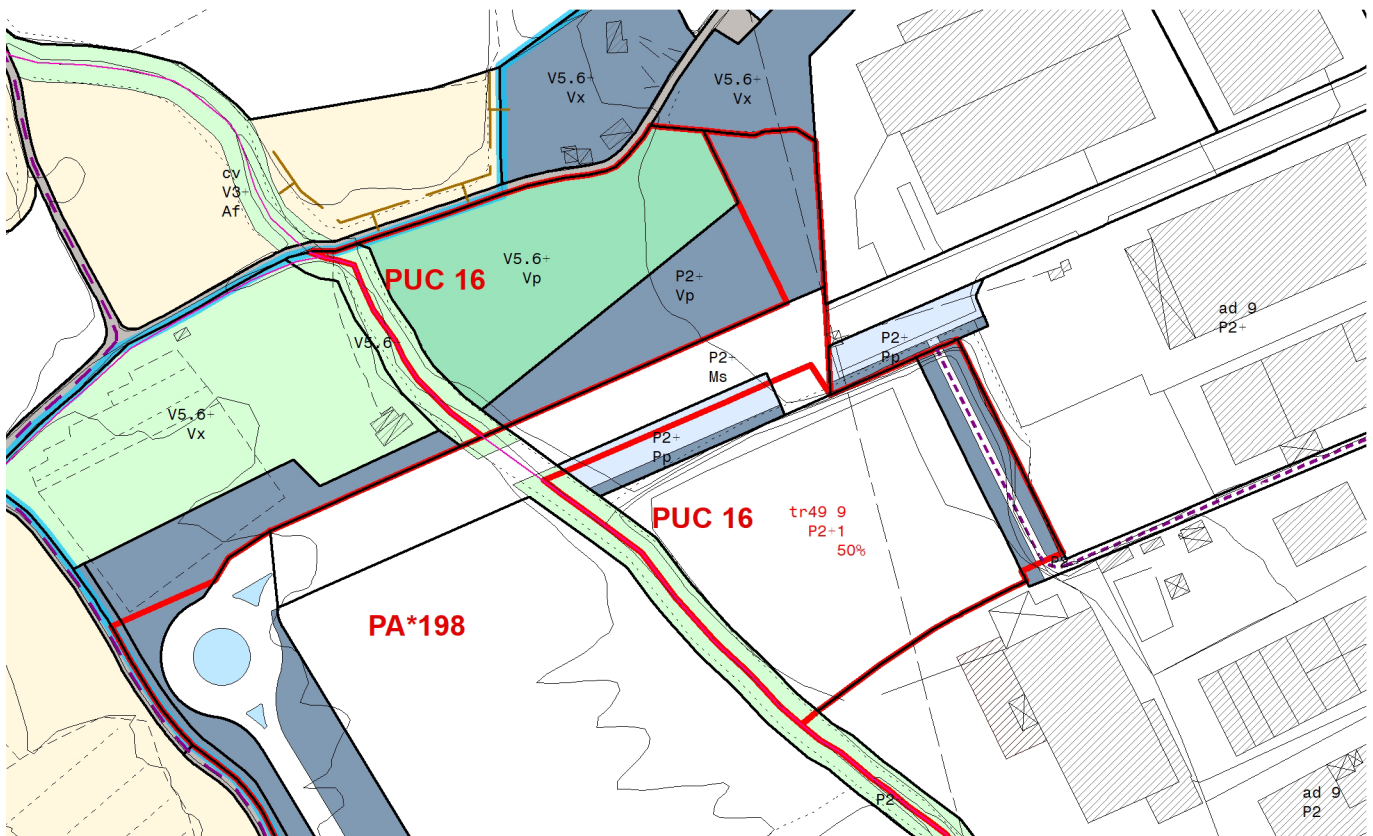 V5.6+
Vx
V5.6+
Vx
cv
V3+
Af
V5.6+
Vp
PUC 16
P2+
Vp
ad 9
P2+
V5.6+
P2+
Pp
P2+
Ms
V5.6+
Vx
P2+
Pp
PUC 16
tr49 9
P2+1
50%
PA*198
P2
ad 9
P2